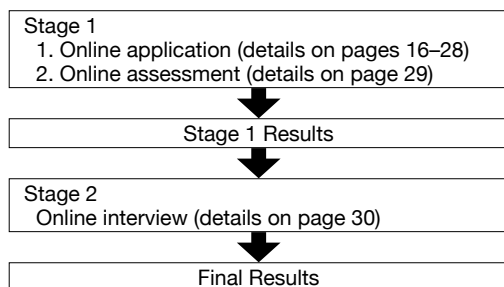 Stage 1
1. Online application (details on pages 16–28)
2. Online assessment (details on page 29)
Stage 1 Results
Stage 2
Online interview (details on page 30)
Final Results